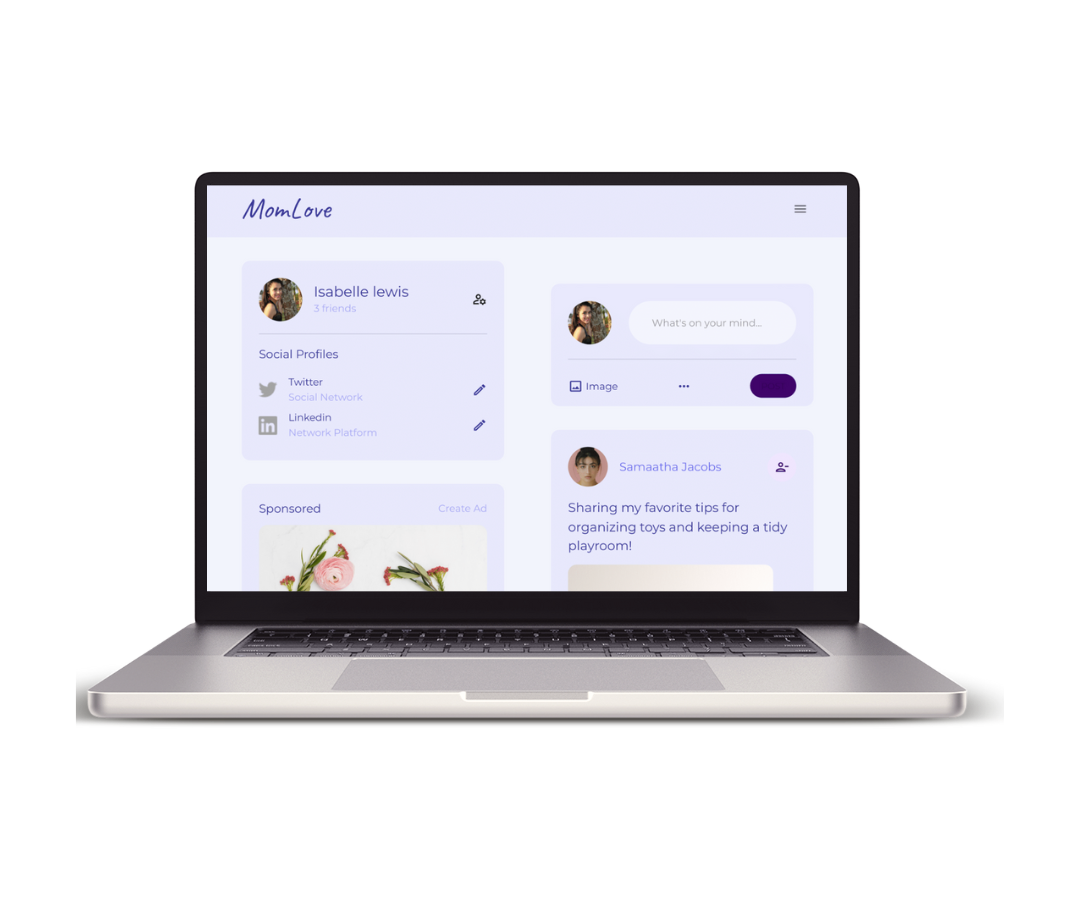 MomLove
Isabelle lewis
3 friends
Social Profiles
Twitter
Social Network
Linkedin
Network Platform
Sponsored
Create Ad
What's on your mind...
Image
Samaatha Jacobs
Sharing my favorite tips for
organizing toys and keeping a tidy
playroom!